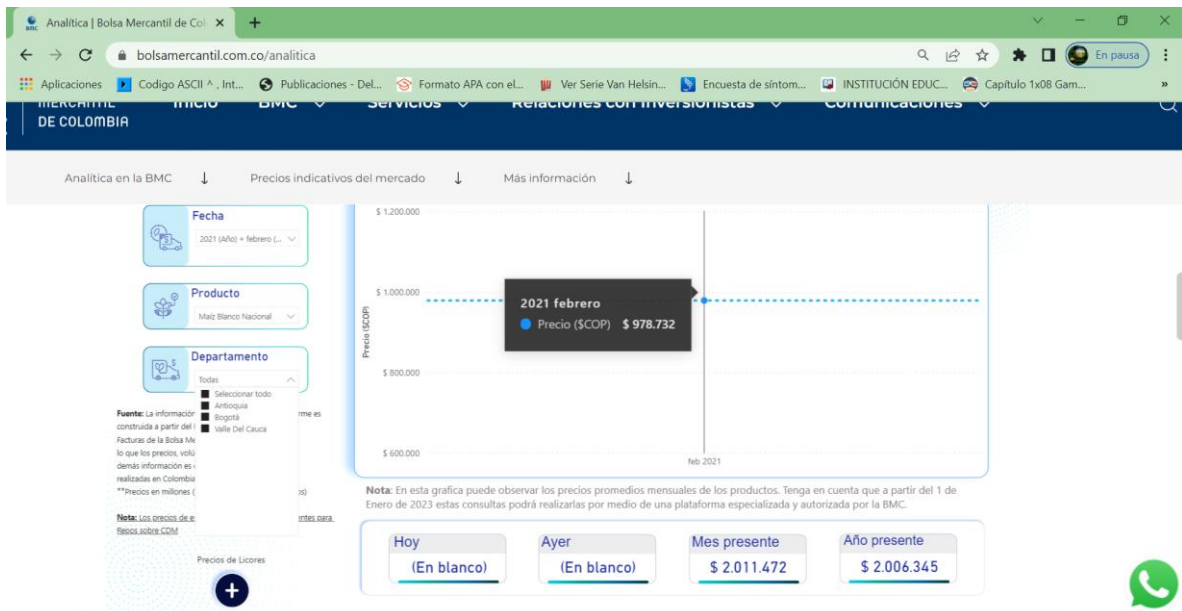 Analítica | Bolsa Mercantil de Col
bolsamercantil.com.co/analitica
En pausa
Aplicaciones
Codigo ASCII ^ , Int...
Publicaciones - Del...
Formato APA con el...
Ver Serie Van Helsin...
Encuesta de síntom...
INSTITUCIÓN EDUC...
Capítulo 1x08 Gam...
»
MERCANTIL
DE COLOMBIA
Inicio
BMC
Servicios
Relaciones con inversionistas
Comunicaciones
Analítica en la BMC ↓
Precios indicativos del mercado ↓
Más información ↓
Fecha
2021 (Año) + febrero (...
Producto
Maíz Blanco Nacional
Departamento
Todas
Seleccionar todo
Antioquia
Bogotá
Valle Del Cauca
Fuente: La información
rme es
construida a partir del
Facturas de la Bolsa Me
lo que los precios, volú
demás información es
realizadas en Colombia
**Precios en millones (
os)
Nota: Los precios de e
entes para
Repos sobre CDM
Precios de Licores
+
$ 1.200.000
$ 1.000.000
$ 800.000
$ 600.000
Precio ($COP)
2021 febrero
Precio ($COP) $ 978.732
feb 2021
Nota: En esta grafica puede observar los precios promedios mensuales de los productos. Tenga en cuenta que a partir del 1 de
Enero de 2023 estas consultas podrá realizarlas por medio de una plataforma especializada y autorizada por la BMC.
Hoy
(En blanco)
Ayer
(En blanco)
Mes presente
$ 2.011.472
Año presente
$ 2.006.345